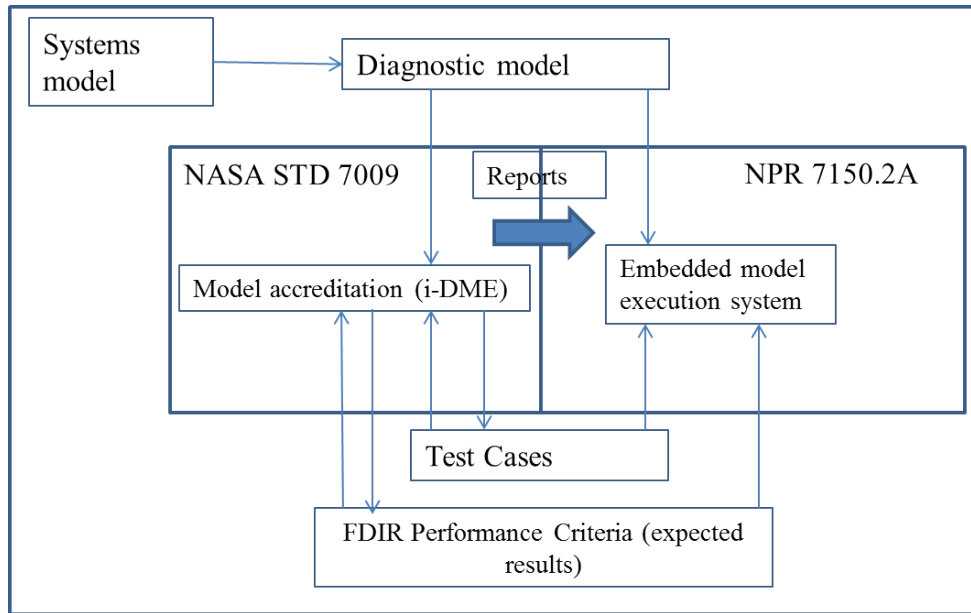 Systems
model
Diagnostic model
NASA STD 7009
Reports
NPR 7150.2A
Model accreditation (i-DME)
Embedded model
execution system
Test Cases
FDIR Performance Criteria (expected
results)